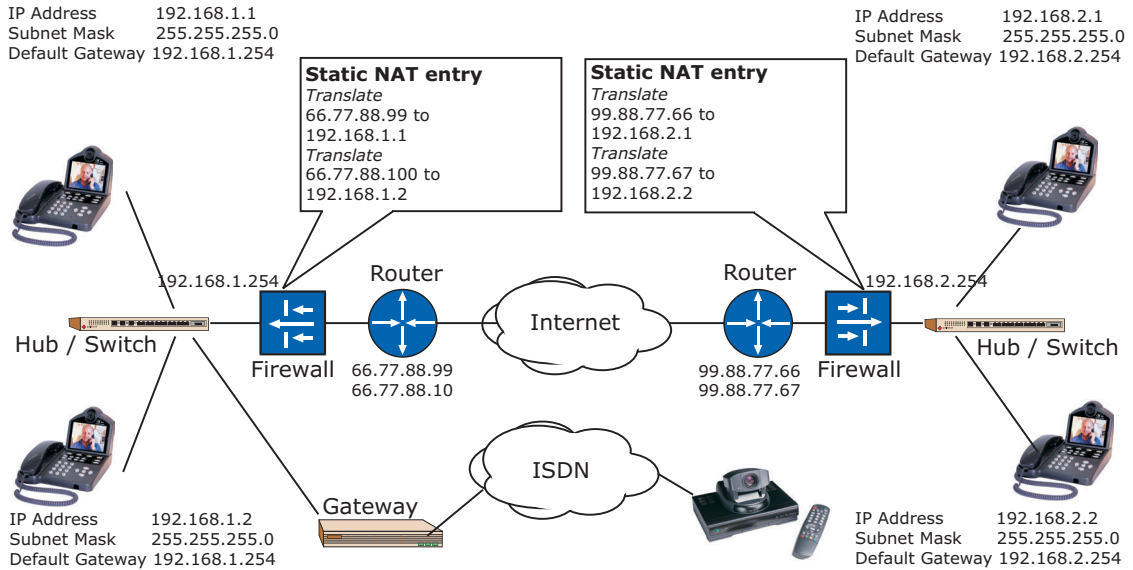 IP Address 192.168.1.1
Subnet Mask 255.255.255.0
Default Gateway 192.168.1.254
IP Address 192.168.2.1
Subnet Mask 255.255.255.0
Default Gateway 192.168.2.254
Static NAT entry
Translate
66.77.88.99 to
192.168.1.1
Translate
66.77.88.100 to
192.168.1.2
Static NAT entry
Translate
99.88.77.66 to
192.168.2.1
Translate
99.88.77.67 to
192.168.2.2
192.168.1.254
Router
Router
192.168.2.254
Internet
Hub / Switch
Firewall
66.77.88.99
66.77.88.10
99.88.77.66
99.88.77.67
Firewall
Hub / Switch
ISDN
Gateway
IP Address 192.168.1.2
Subnet Mask 255.255.255.0
Default Gateway 192.168.1.254
IP Address 192.168.2.2
Subnet Mask 255.255.255.0
Default Gateway 192.168.2.254